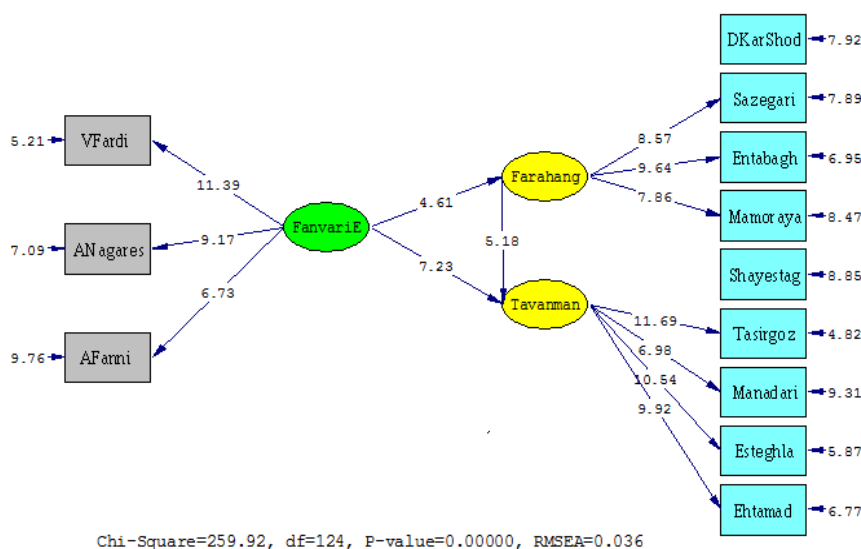 DKarShod
7.92
Sazegari
7.89
5.21
VFardi
8.57
Entabagh
6.95
11.39
Farahang
9.64
4.61
7.86
Mamoraya
8.47
FanvariE
7.09
ANagares
9.17
5.18
7.23
Shayestag
8.85
6.73
Tavanman
11.69
Tasirgoz
4.82
9.76
AFanni
6.98
10.54
Manadari
9.31
9.92
Esteghla
5.87
Ehtamad
6.77
Chi-Square=259.92, df=124, P-value=0.00000, RMSEA=0.036